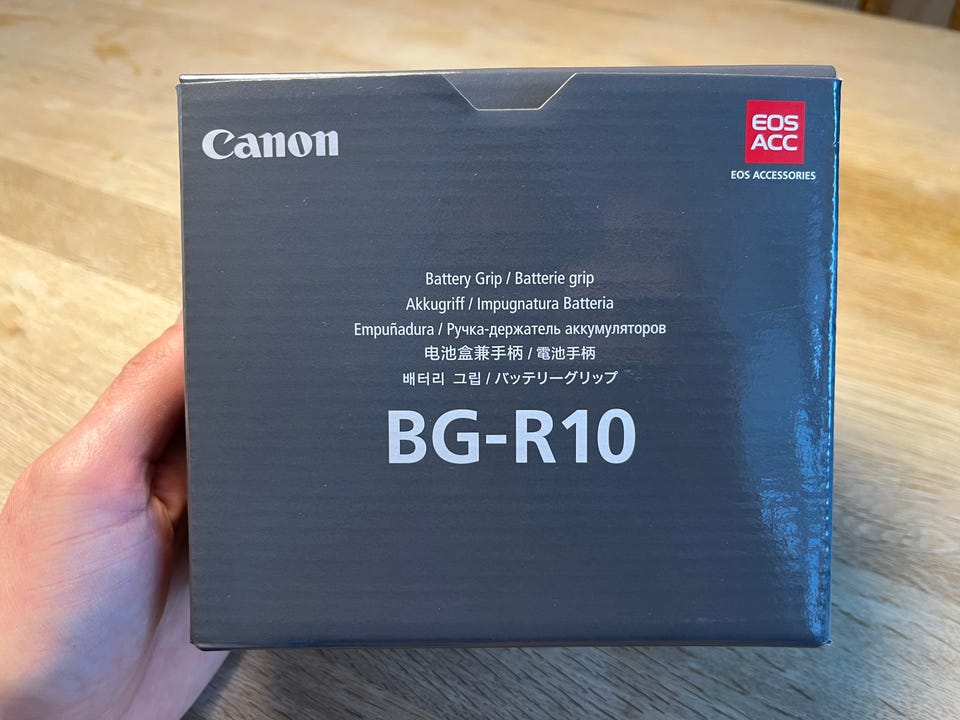 Canon
EOS
ACC
EOS ACCESSORIES
Battery Grip / Batterie grip
Akkugriff / Impugnatura Batteria
Empuñadura / Ручка-держатель аккумуляторов
电池盒兼手柄 / 電池手柄
배터리 그립 / バッテリーグリップ
BG-R10